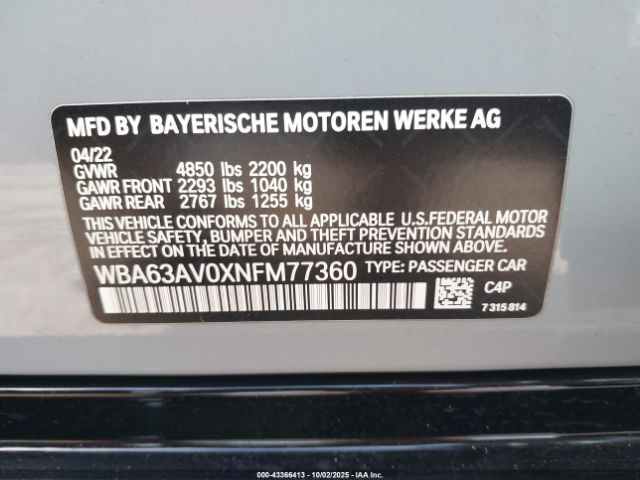 MFD BY BAYERISCHE MOTOREN WERKE AG
04/22
GVWR 4850 lbs 2200 kg
GAWR FRONT 2293 lbs 1040 kg
GAWR REAR 2767 lbs 1255 kg
THIS VEHICLE CONFORMS TO ALL APPLICABLE U.S.FEDERAL MOTOR
VEHICLE SAFETY, BUMPER AND THEFT PREVENTION STANDARDS
IN EFFECT ON THE DATE OF MANUFACTURE SHOWN ABOVE.
WBA63AV0XNFM77360 TYPE: PASSENGER CAR
C4P
7315814
000-43366413 - 10/02/2025 - IAA Inc.